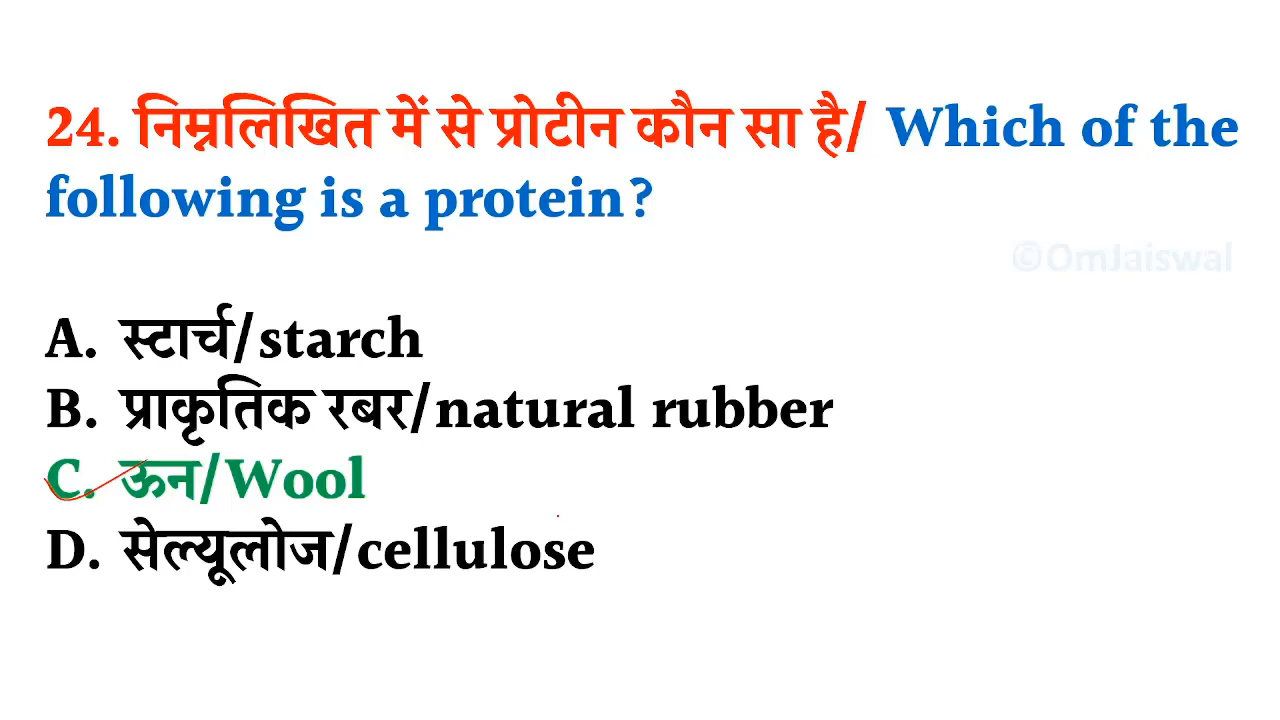 24. निम्नलिखित में से प्रोटीन कौन सा है/ Which of the
following is a protein?
©OmJaiswal
A. स्टार्च/starch
B. प्राकृतिक रबर/natural rubber
C. ऊन/Wool
D. सेल्यूलोज/cellulose